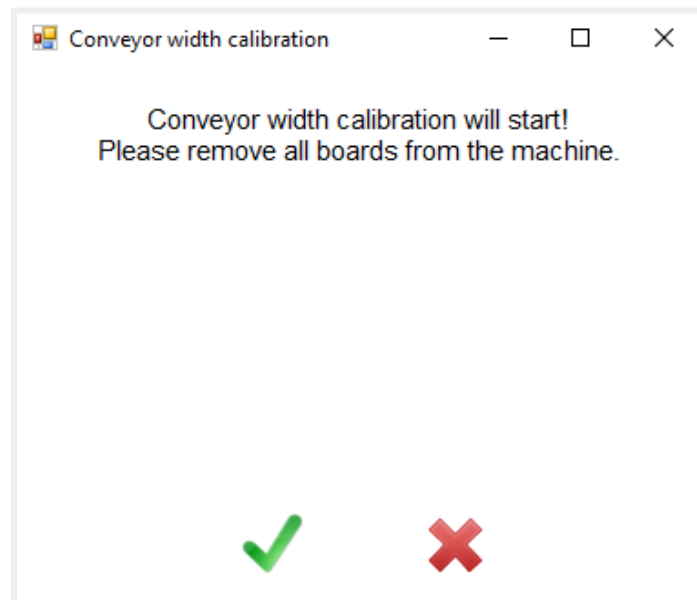 Conveyor width calibration
Conveyor width calibration will start!
Please remove all boards from the machine.